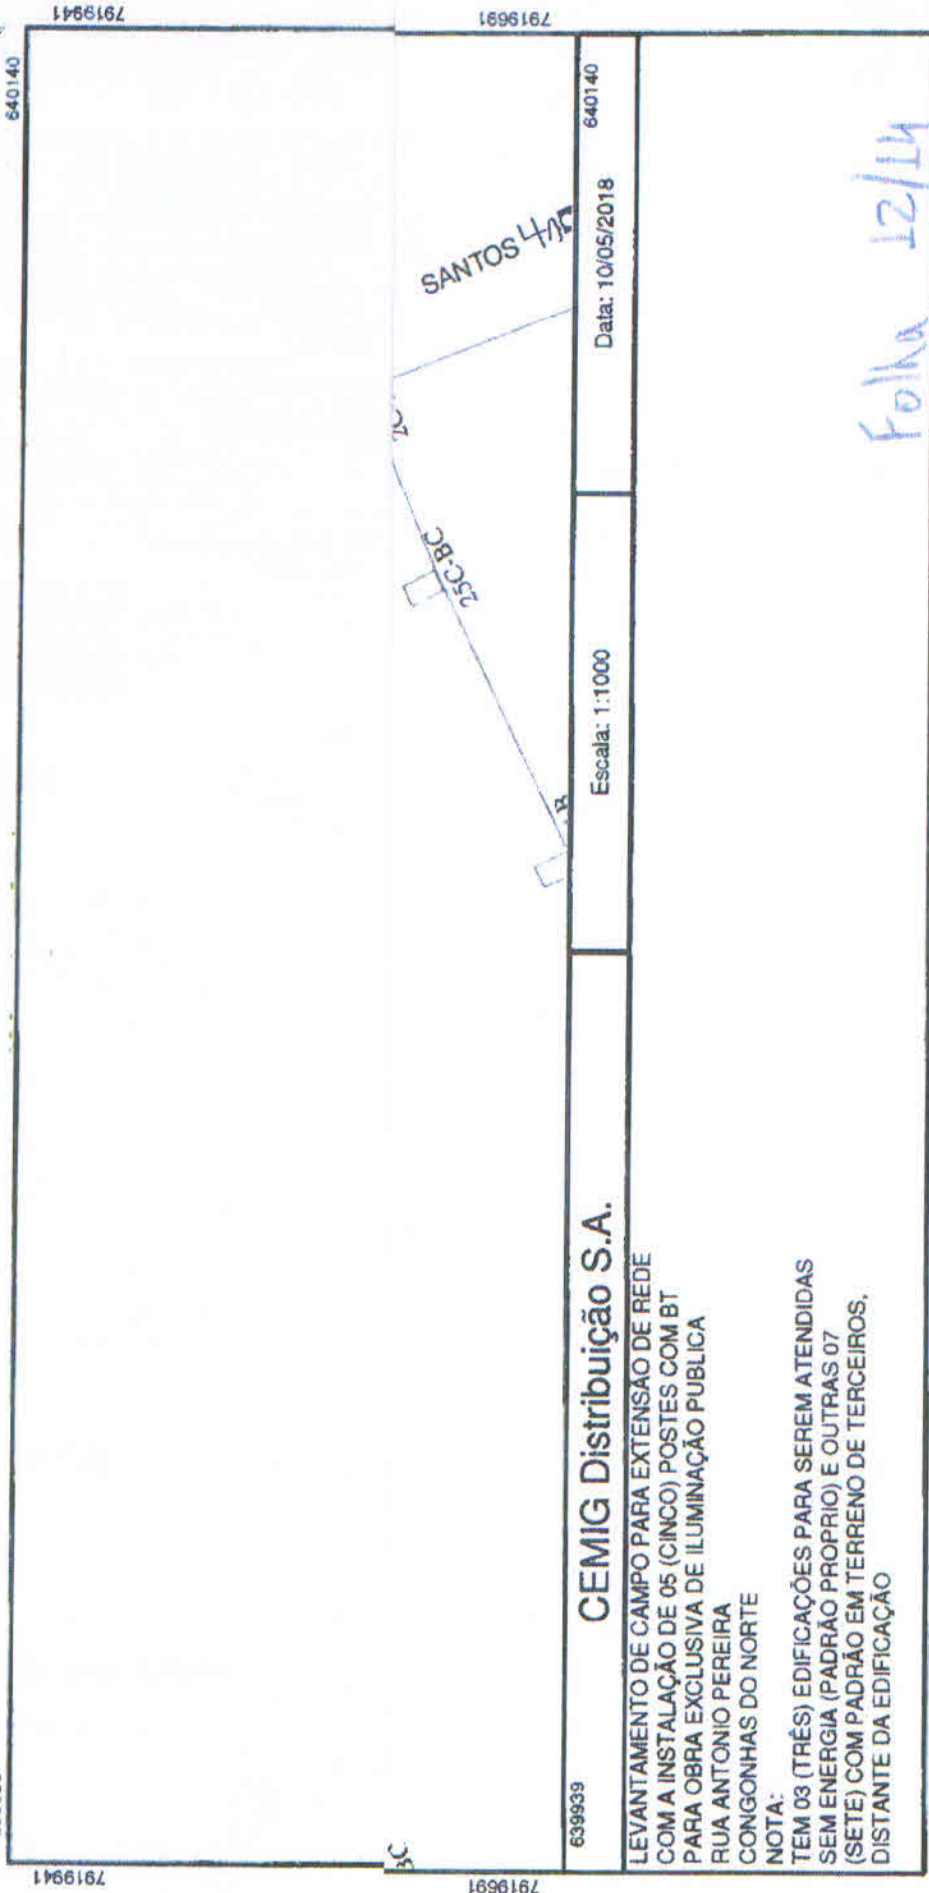 7919941
640140
7919941
7919691
SANTOS
2C
25C-BC
3C
639939
640140
7919691
CEMIG Distribuição S.A.
Escala: 1:1000
Data: 10/05/2018
LEVANTAMENTO DE CAMPO PARA EXTENSÃO DE REDE
COM A INSTALAÇÃO DE 05 (CINCO) POSTES COM BT
PARA OBRA EXCLUSIVA DE ILUMINAÇÃO PUBLICA
RUA ANTONIO PEREIRA
CONGONHAS DO NORTE
NOTA:
TEM 03 (TRÊS) EDIFICAÇÕES PARA SEREM ATENDIDAS
SEM ENERGIA (PADRÃO PROPRIO) E OUTRAS 07
(SETE) COM PADRÃO EM TERRENO DE TERCEIROS,
DISTANTE DA EDIFICAÇÃO
Folha 12/14